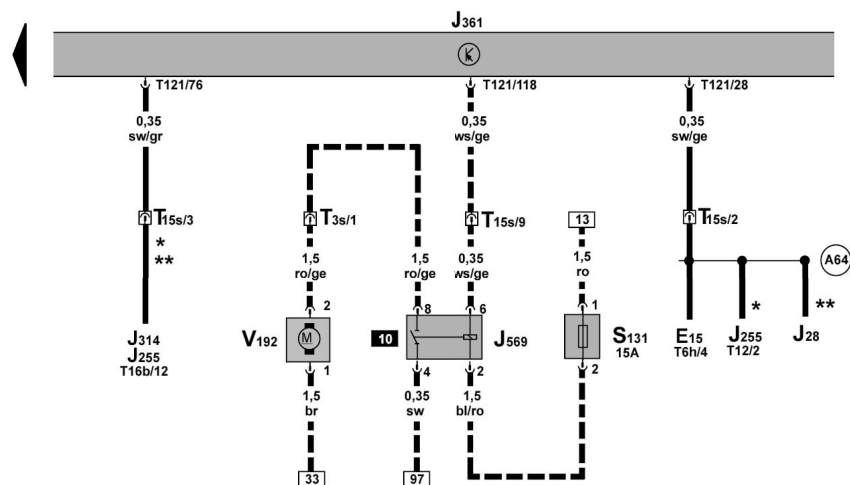 J361
T121/76
T121/118
T121/28
0,35
sw/gr
0,35
ws/ge
0,35
sw/ge
T15s/3
T3s/1
T15s/9
13
T15s/2
*
**
1,5
ro/ge
1,5
ro/ge
0,35
ws/ge
1,5
ro
A64
2
8
6
1
*
**
J314
J255
T16b/12
V192
M
10
J569
S131
15A
E15
T6h/4
J255
T12/2
J28
1
4
2
2
1,5
br
0,35
sw
1,5
bl/ro
33
97